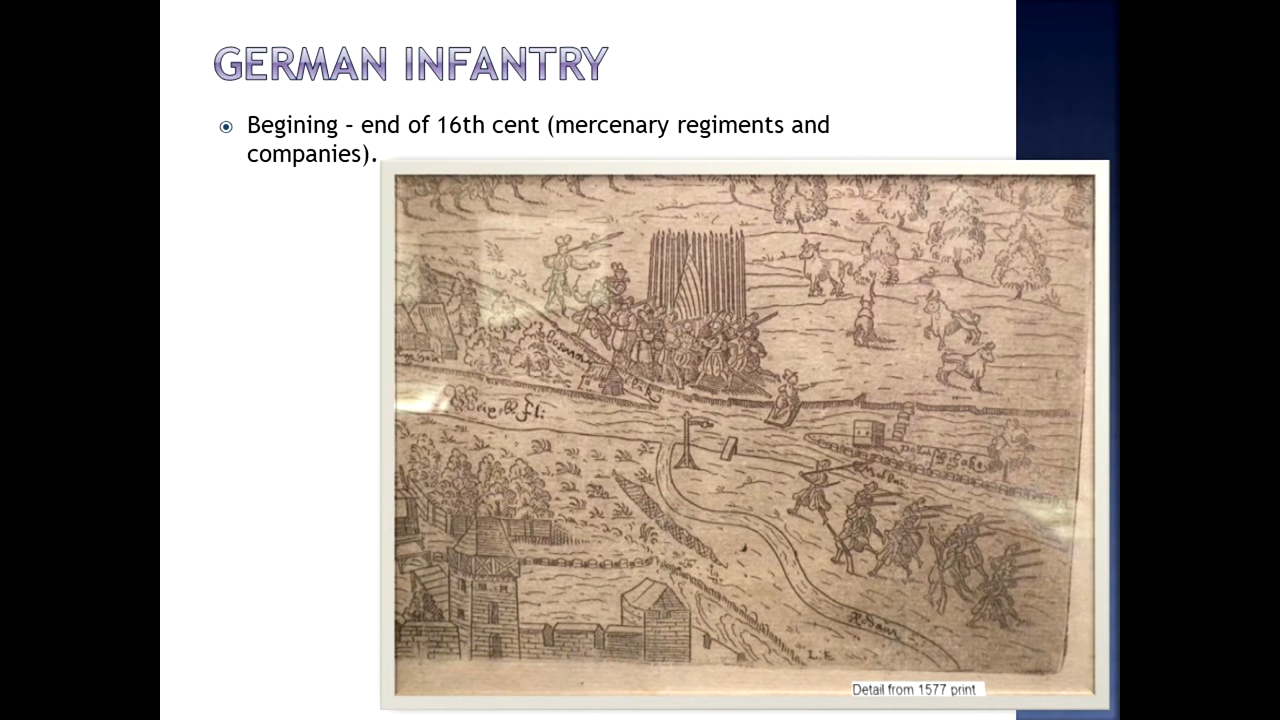 GERMAN INFANTRY
Begining – end of 16th cent (mercenary regiments and
companies).
Detail from 1577 print